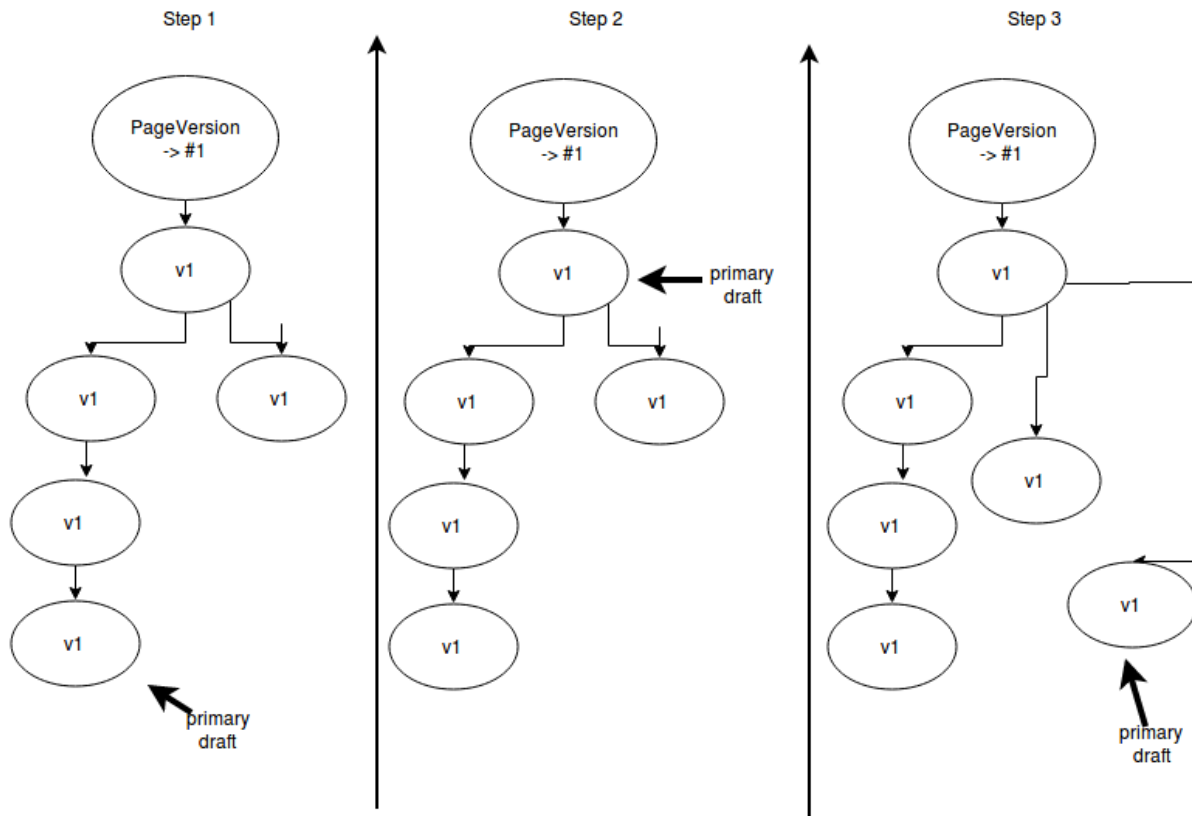 Step 1
PageVersion
-> #1
v1
v1
v1
v1
v1
primary
draft
Step 2
PageVersion
-> #1
v1
primary
draft
v1
v1
v1
v1
Step 3
PageVersion
-> #1
v1
v1
v1
v1
v1
v1
primary
draft